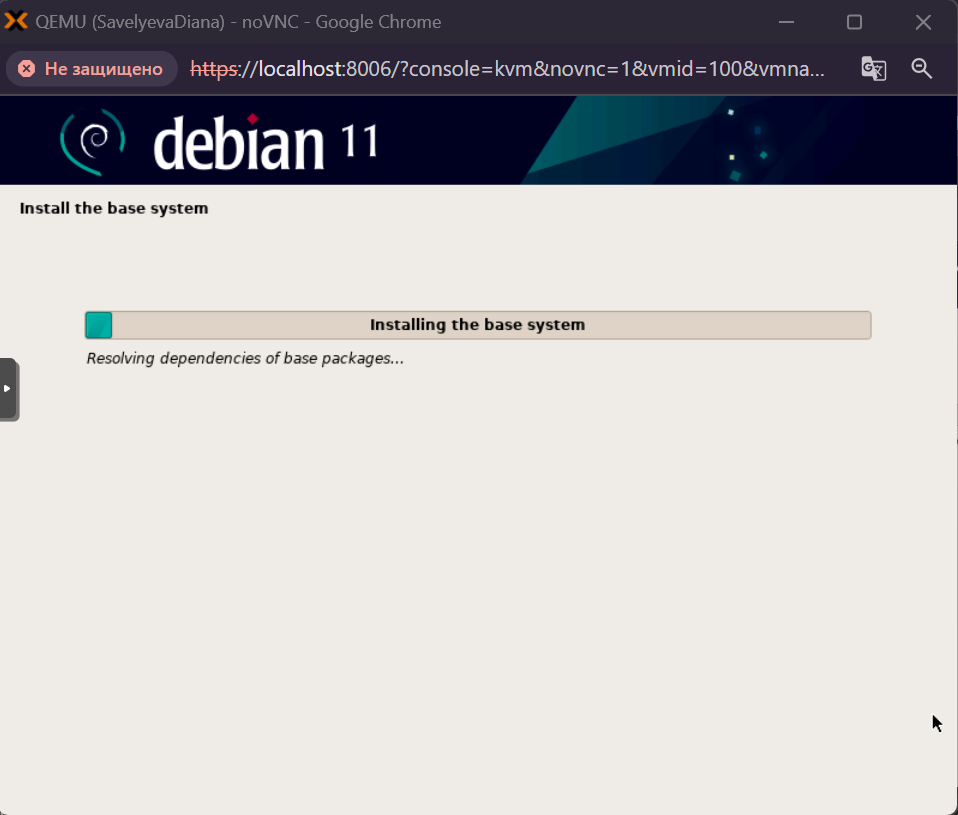 QEMU (SavelyevaDiana) - noVNC - Google Chrome
Не защищено https://localhost:8006/?console=kvm&novnc=1&vmid=100&vmna...
debian 11
Install the base system
Installing the base system
Resolving dependencies of base packages...